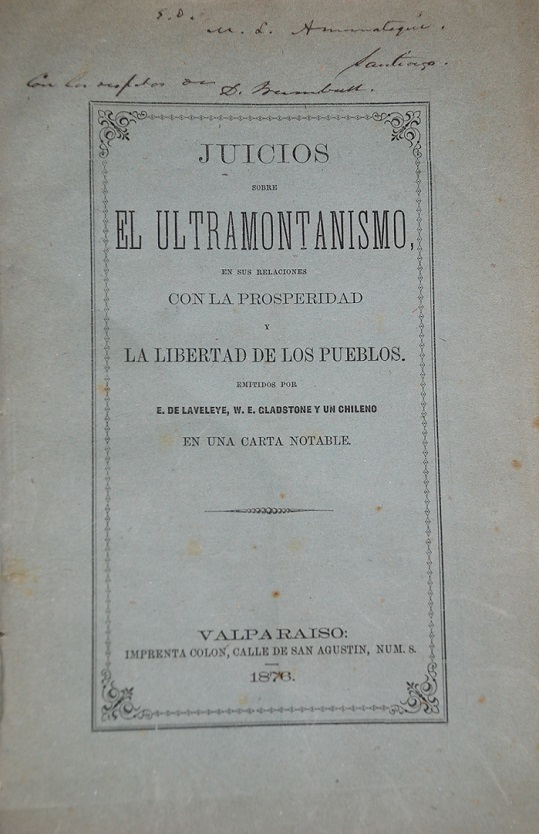 S. D.
M. L. Amunategui.
Santiago.
Con los respetos de
D. Trumbull.
JUICIOS
SOBRE
EL ULTRAMONTANISMO,
EN SUS RELACIONES
CON LA PROSPERIDAD
Y
LA LIBERTAD DE LOS PUEBLOS.
EMITIDOS POR
E. DE LAVELEYE, W. E. GLADSTONE Y UN CHILENO
EN UNA CARTA NOTABLE.
VALPARAISO:
IMPRENTA COLON, CALLE DE SAN AGUSTIN, NUM. 8.
1876.